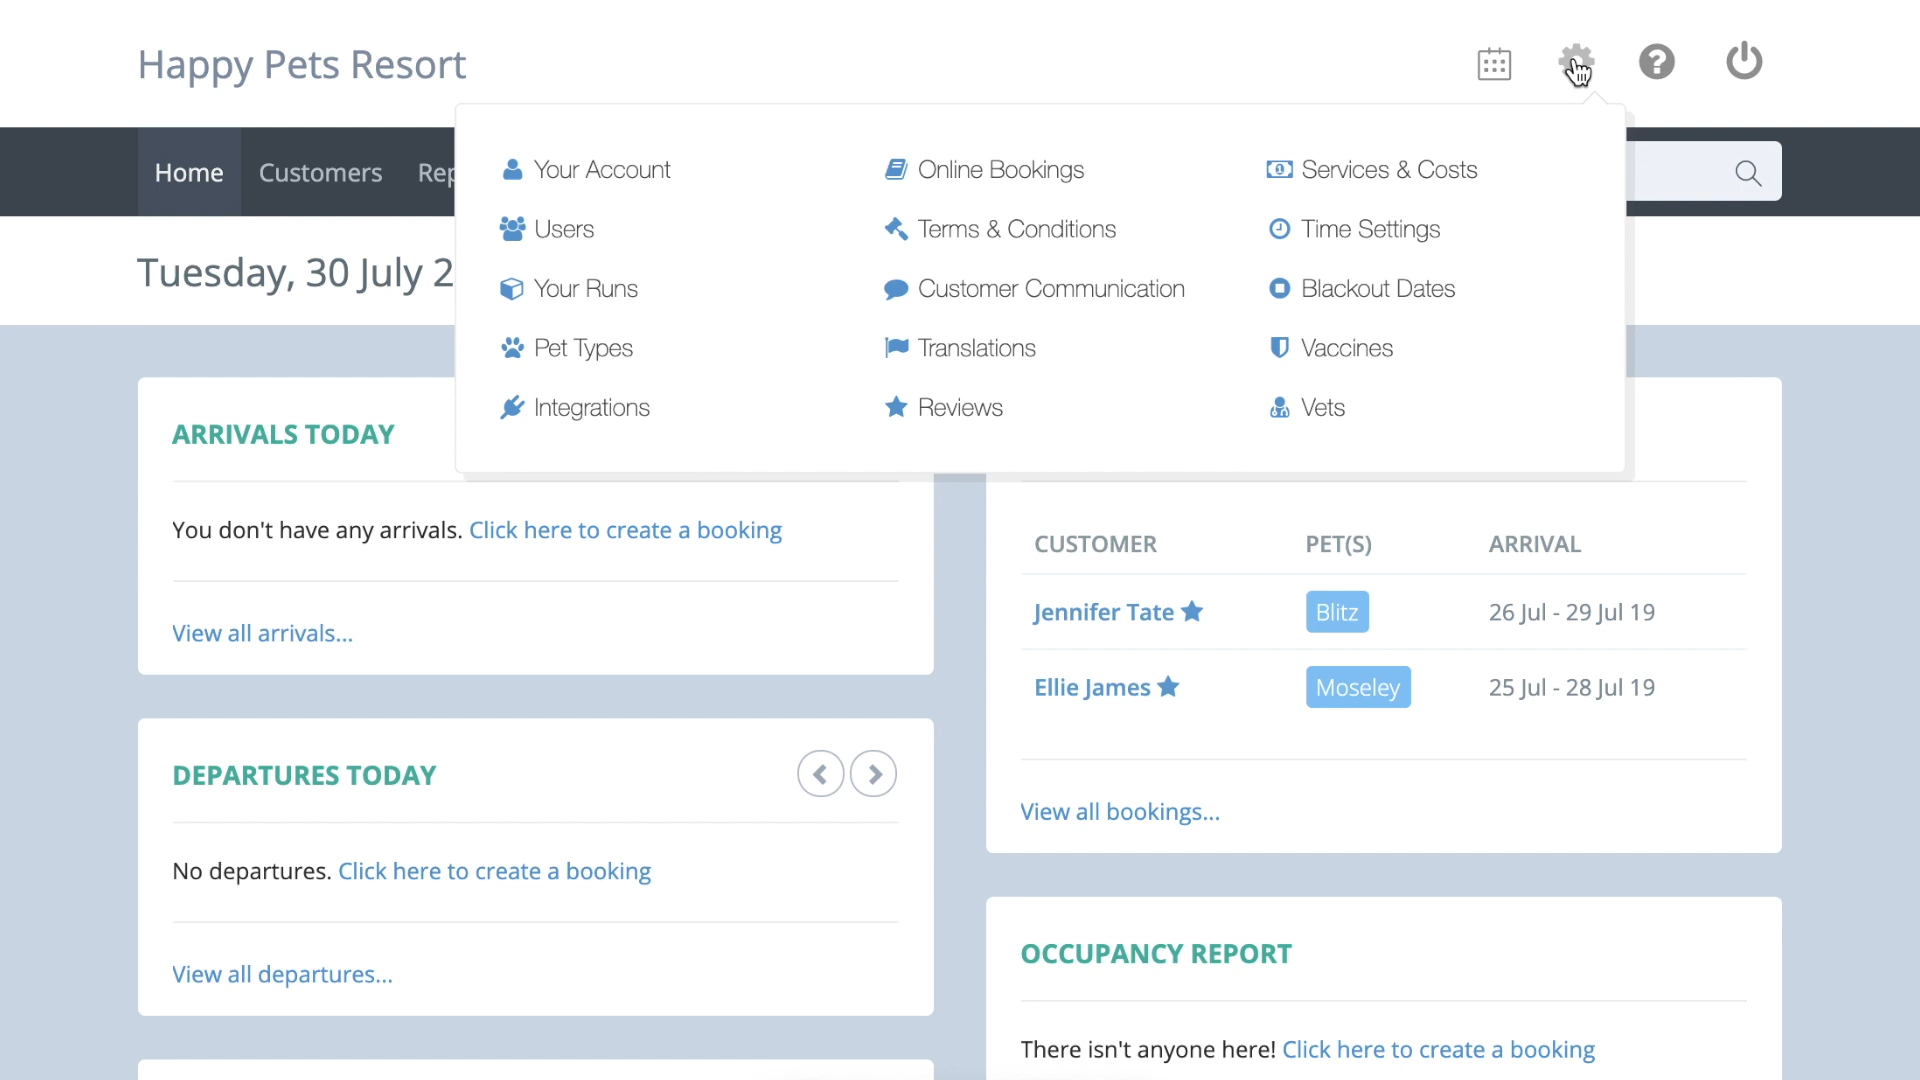 Happy Pets Resort
Home
Customers
Your Account
Online Bookings
Services & Costs
Users
Terms & Conditions
Time Settings
Your Runs
Customer Communication
Blackout Dates
Pet Types
Translations
Vaccines
Integrations
Reviews
Vets
Tuesday, 30 July 2
ARRIVALS TODAY
You don't have any arrivals. Click here to create a booking
View all arrivals...
DEPARTURES TODAY
No departures. Click here to create a booking
View all departures...
CUSTOMER PET(S) ARRIVAL
Jennifer Tate Blitz 26 Jul - 29 Jul 19
Ellie James Moseley 25 Jul - 28 Jul 19
View all bookings...
OCCUPANCY REPORT
There isn't anyone here! Click here to create a booking